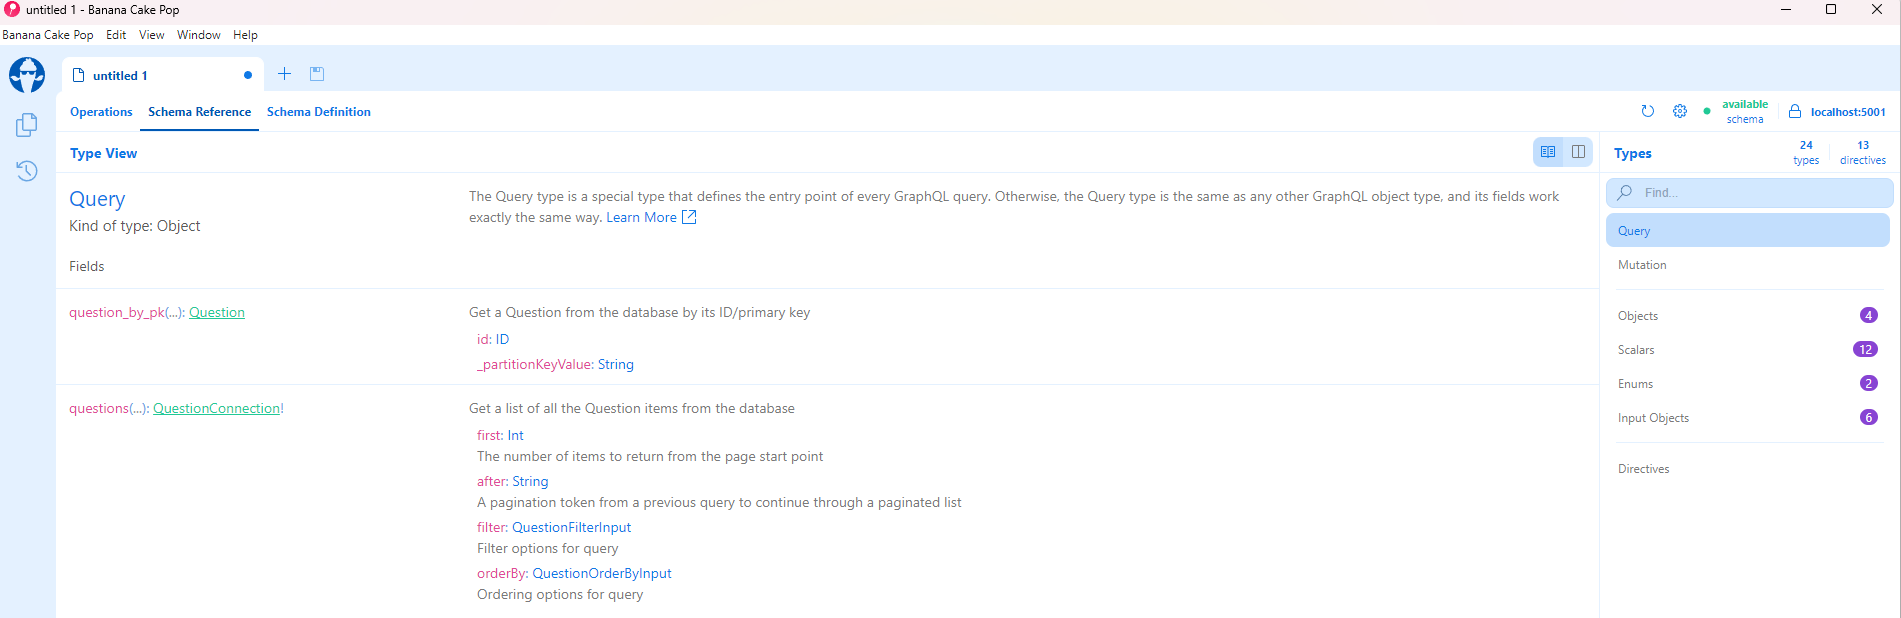 untitled 1 - Banana Cake Pop
Banana Cake Pop Edit View Window Help
untitled 1
Operations Schema Reference Schema Definition
available
schema
localhost:5001
Type View
Types
24
types
13
directives
Query
Kind of type: Object
The Query type is a special type that defines the entry point of every GraphQL query. Otherwise, the Query type is the same as any other GraphQL object type, and its fields work
exactly the same way. Learn More
Fields
question_by_pk(...): Question
Get a Question from the database by its ID/primary key
id: ID
_partitionKeyValue: String
questions(...): QuestionConnection!
Get a list of all the Question items from the database
first: Int
The number of items to return from the page start point
after: String
A pagination token from a previous query to continue through a paginated list
filter: QuestionFilterInput
Filter options for query
orderBy: QuestionOrderByInput
Ordering options for query
Find...
Query
Mutation
Objects 4
Scalars 12
Enums 2
Input Objects 6
Directives